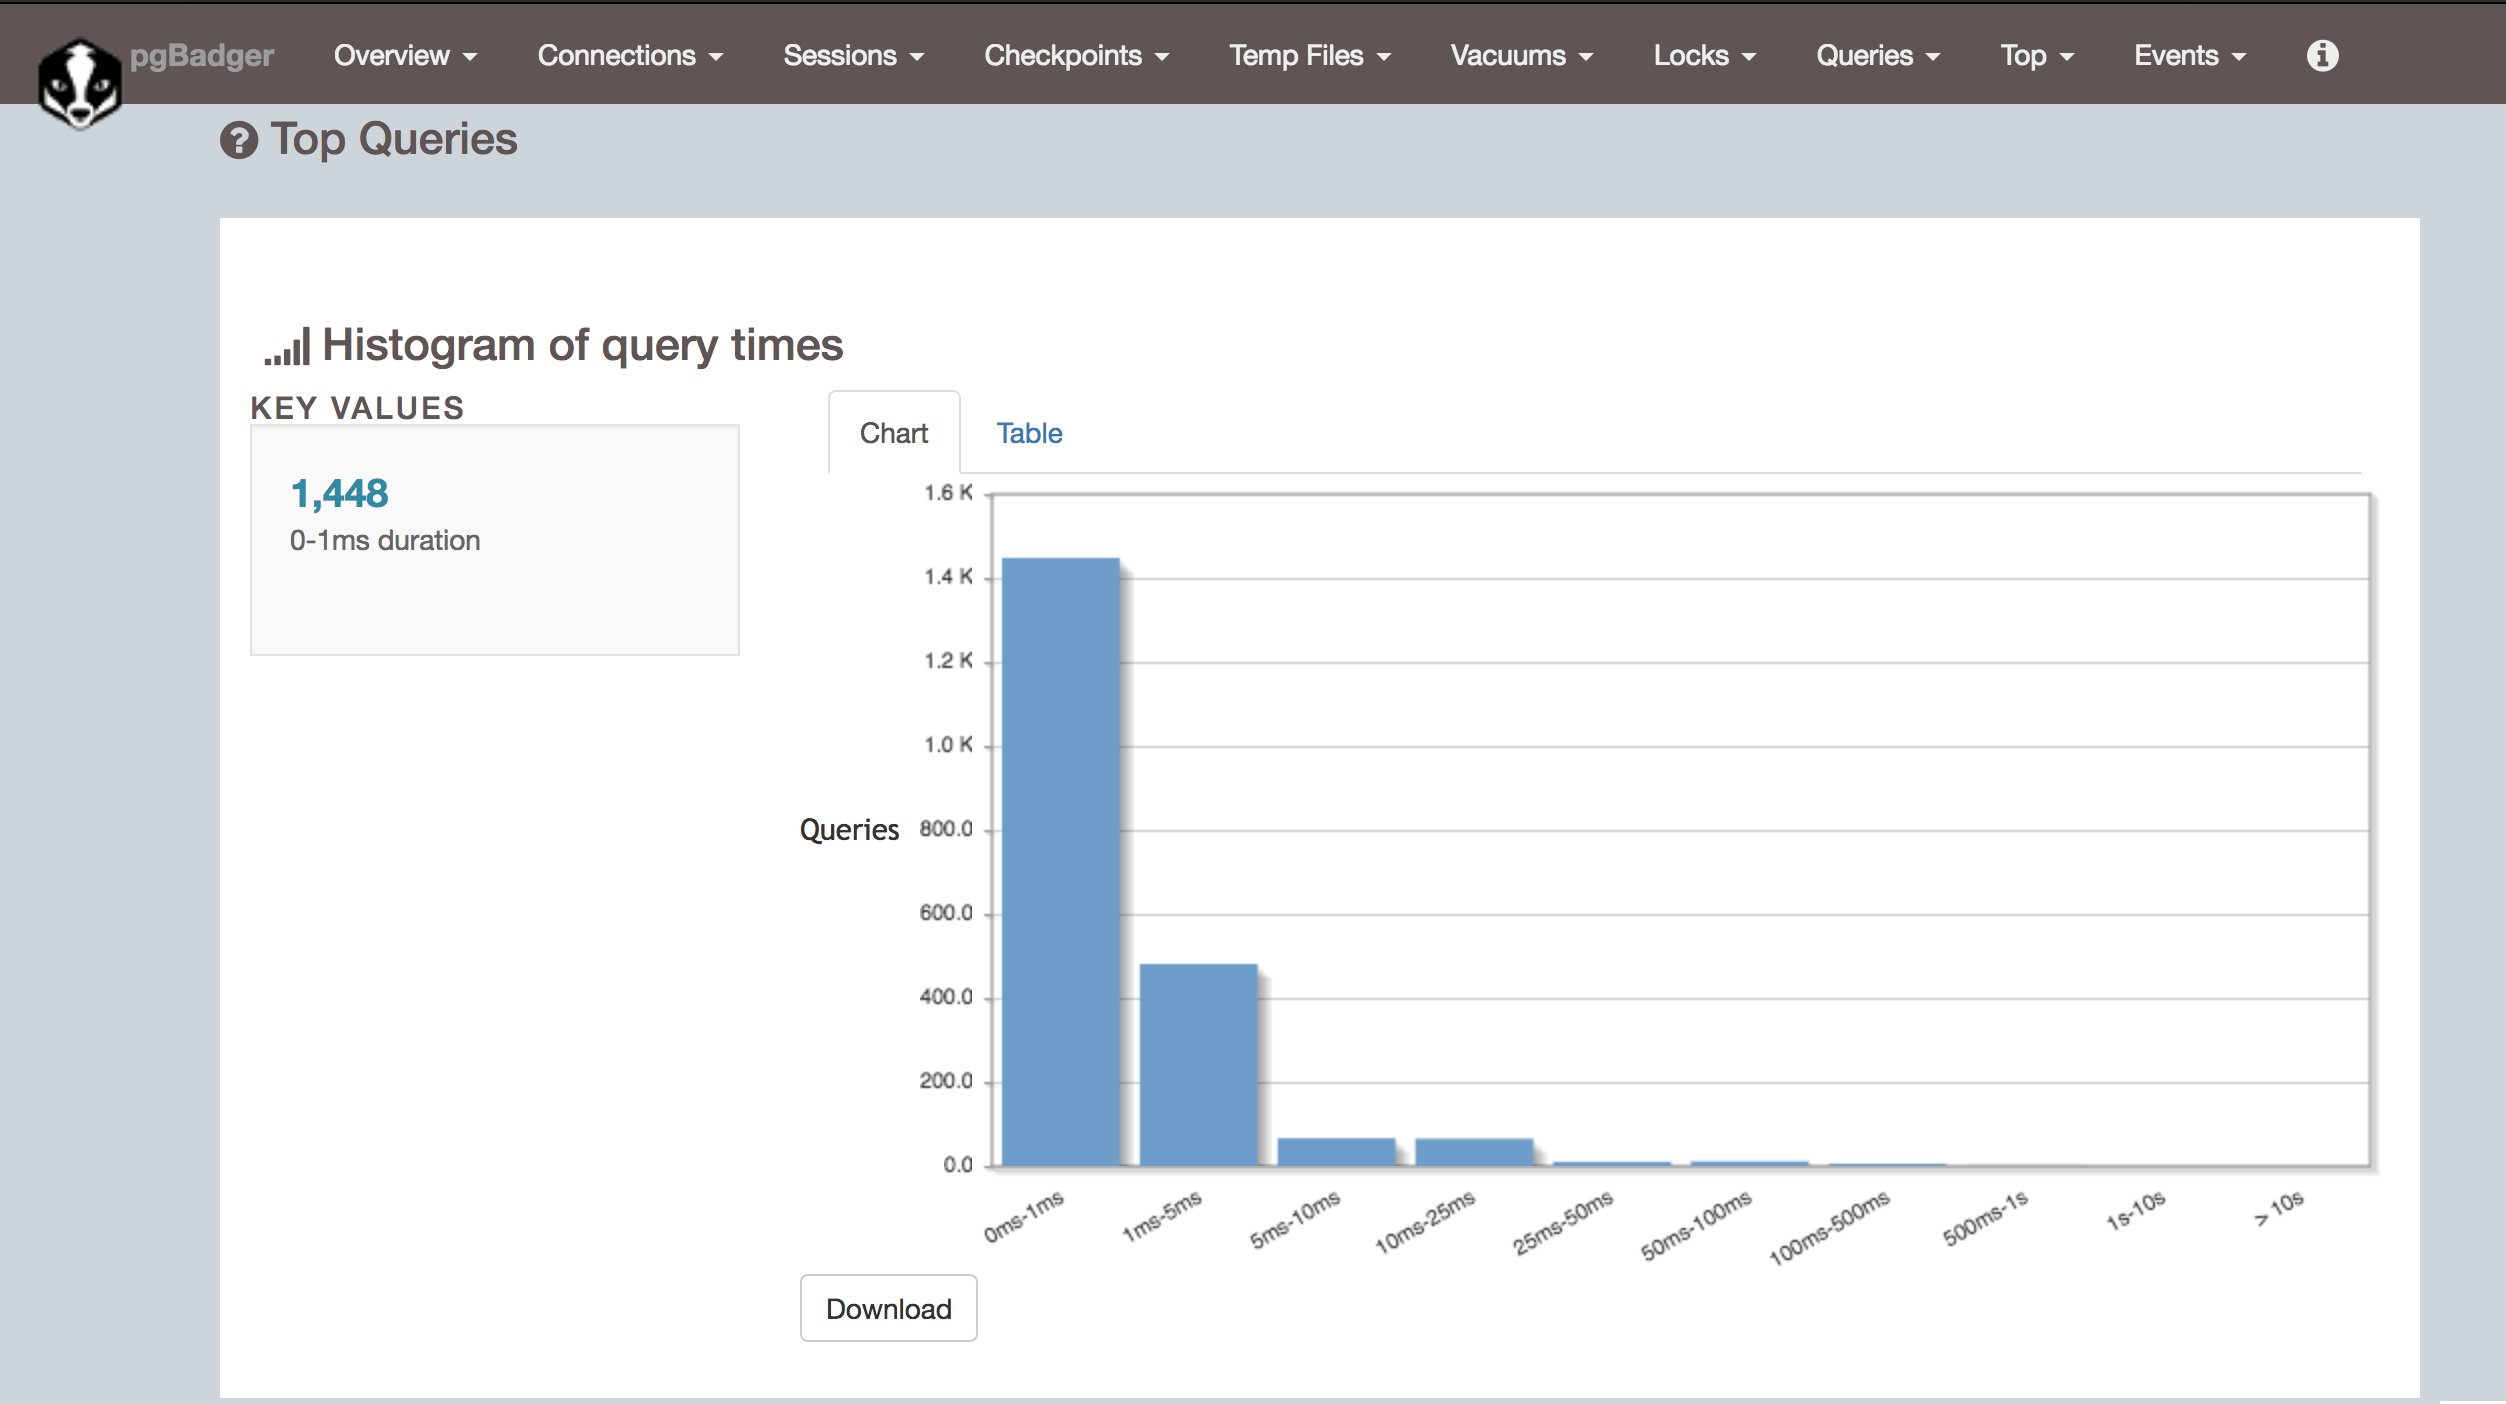 pgBadger Overview Connections Sessions Checkpoints Temp Files Vacuums Locks Queries Top Events
Top Queries
Histogram of query times
KEY VALUES
1,448
0-1ms duration
Chart Table
1.6 K
1.4 K
1.2 K
1.0 K
Queries 800.0
600.0
400.0
200.0
0.0
0ms-1ms 1ms-5ms 5ms-10ms 10ms-25ms 25ms-50ms 50ms-100ms 100ms-500ms 500ms-1s 1s-10s > 10s
Download